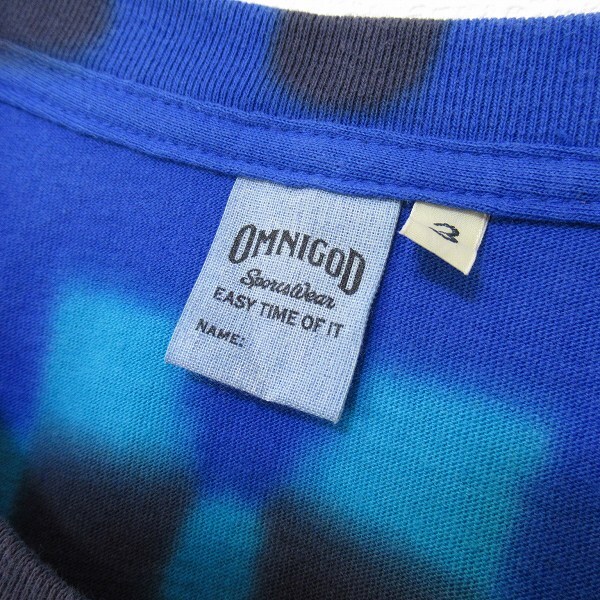 OMNIGOD
SportsWear
EASY TIME OF IT
NAME:
2